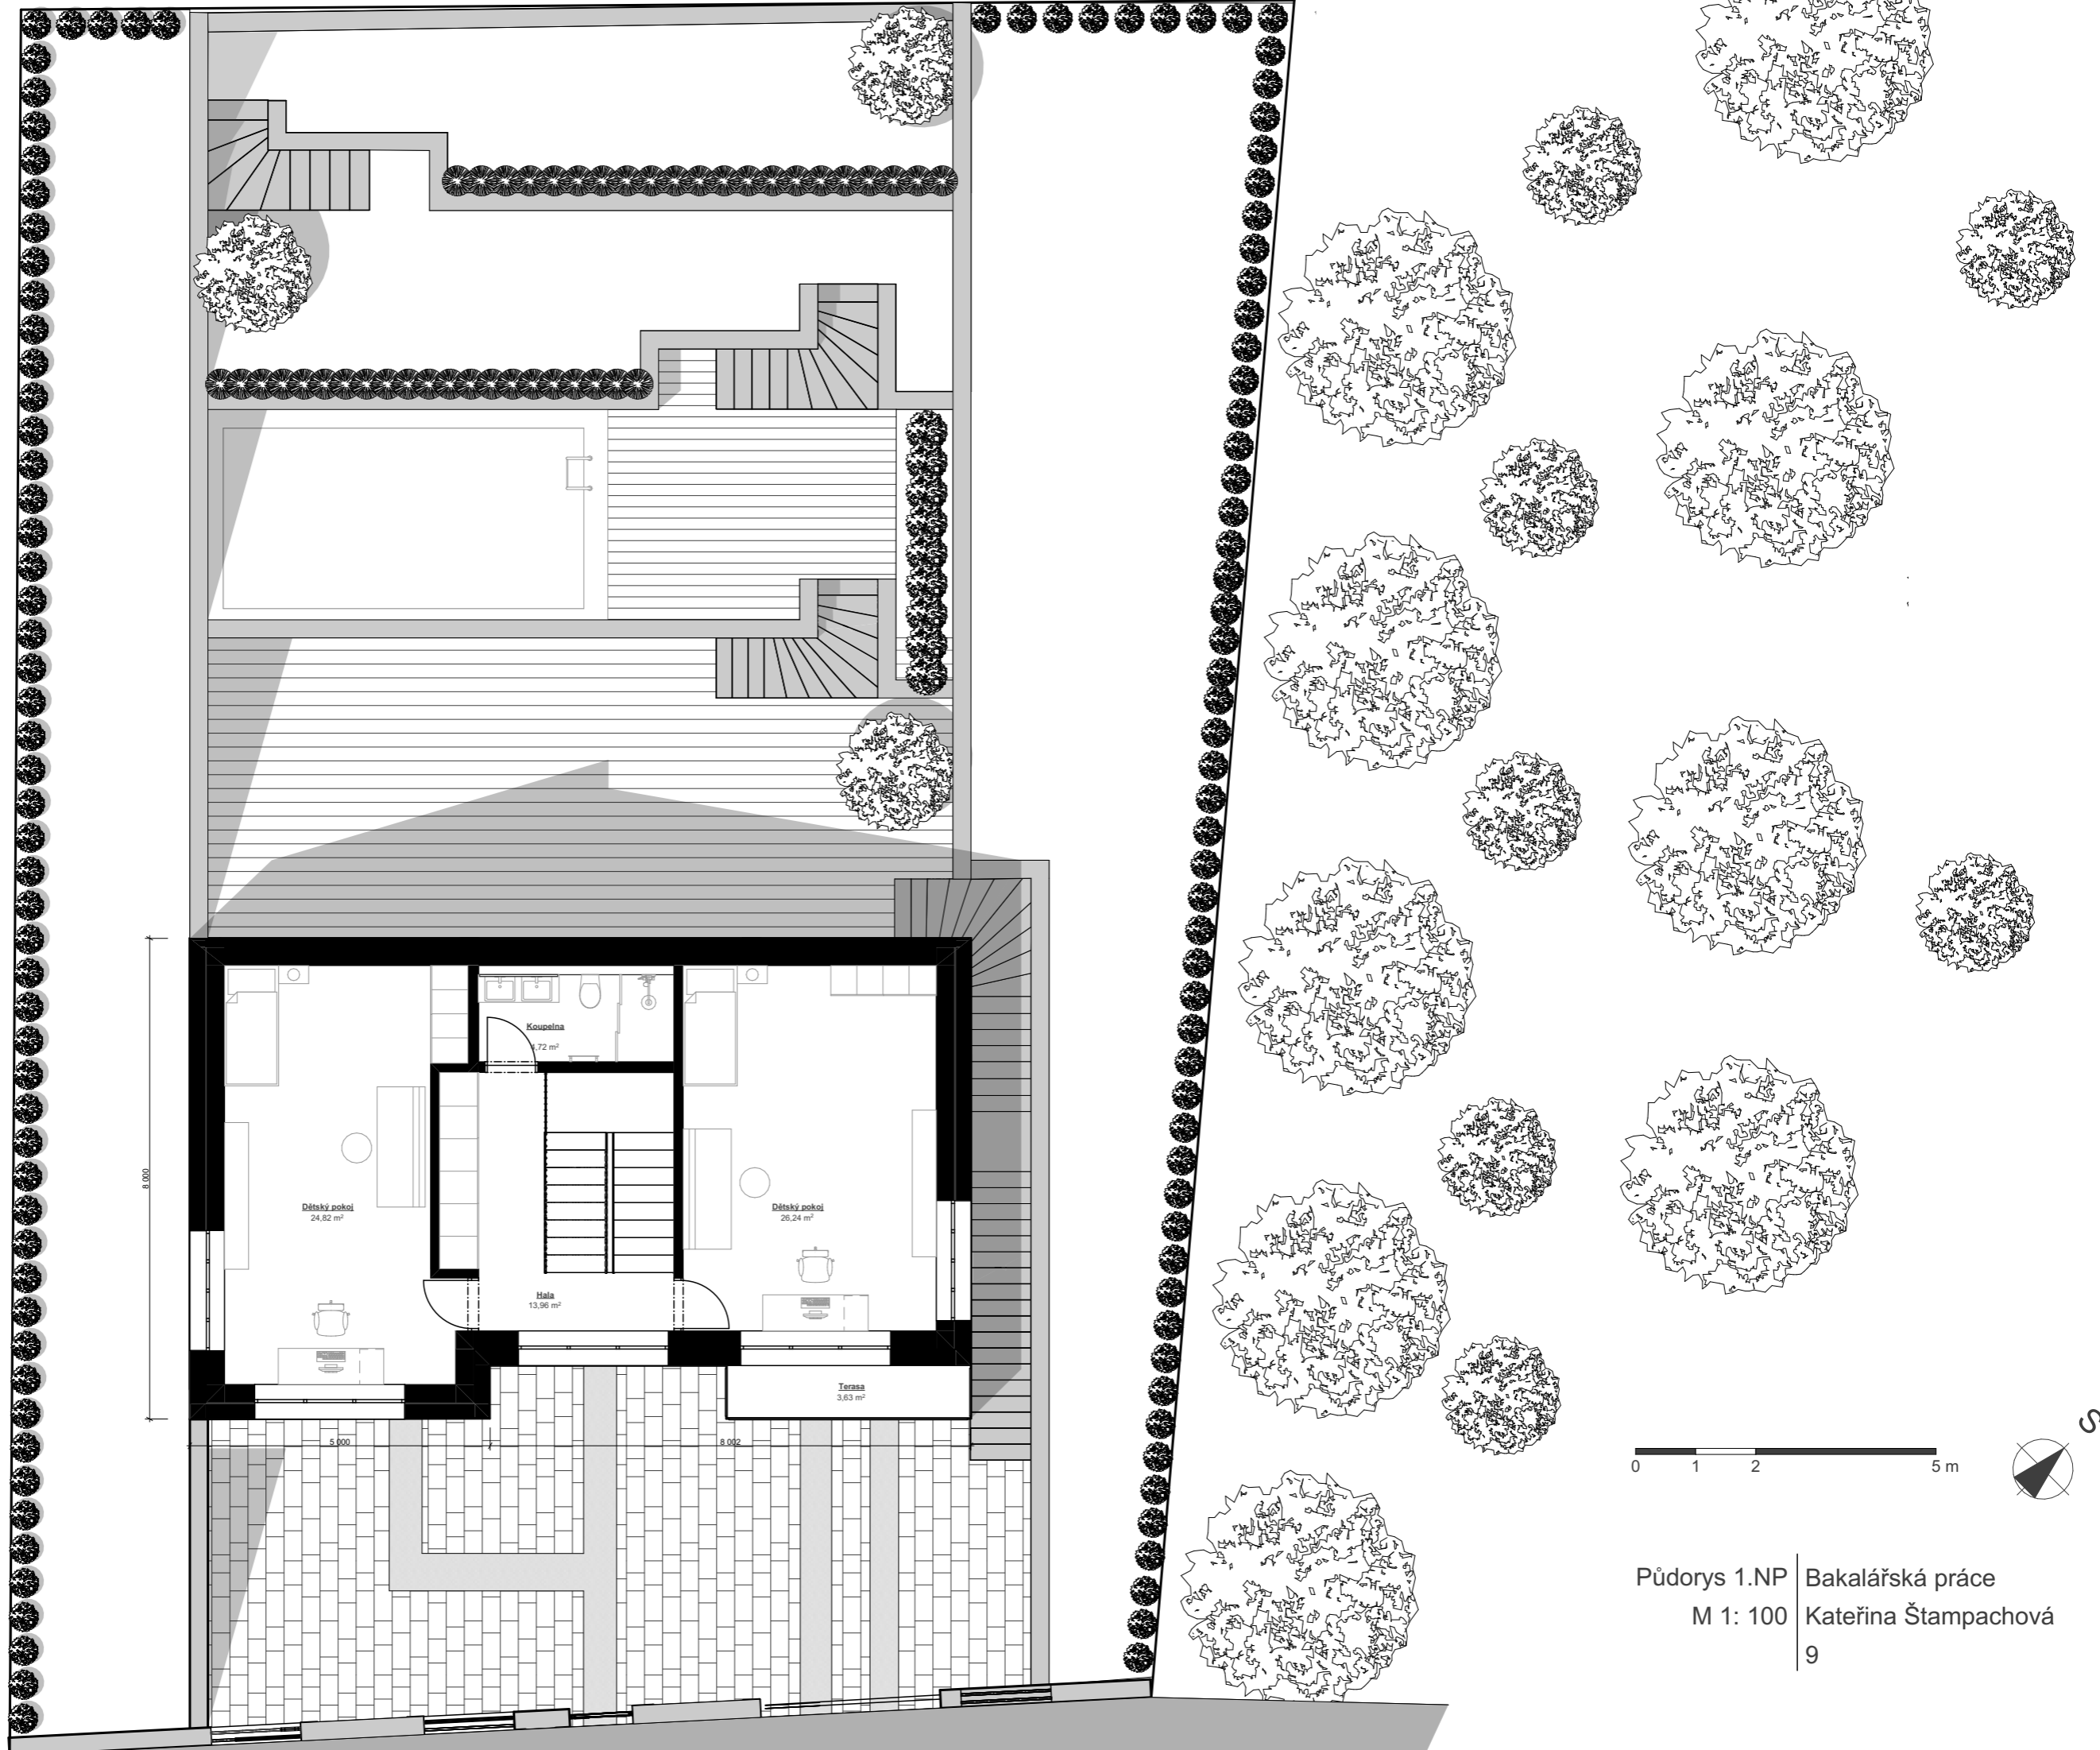 Koupelna
,72 m²
8 000
Dětský pokoj
24,82 m²
Dětský pokoj
26,24 m²
Hala
13,96 m²
Terasa
3,63 m²
5 000
8 002
S
0 1 2 5 m
Půdorys 1.NP
M 1: 100
Bakalářská práce
Kateřina Štampachová
9